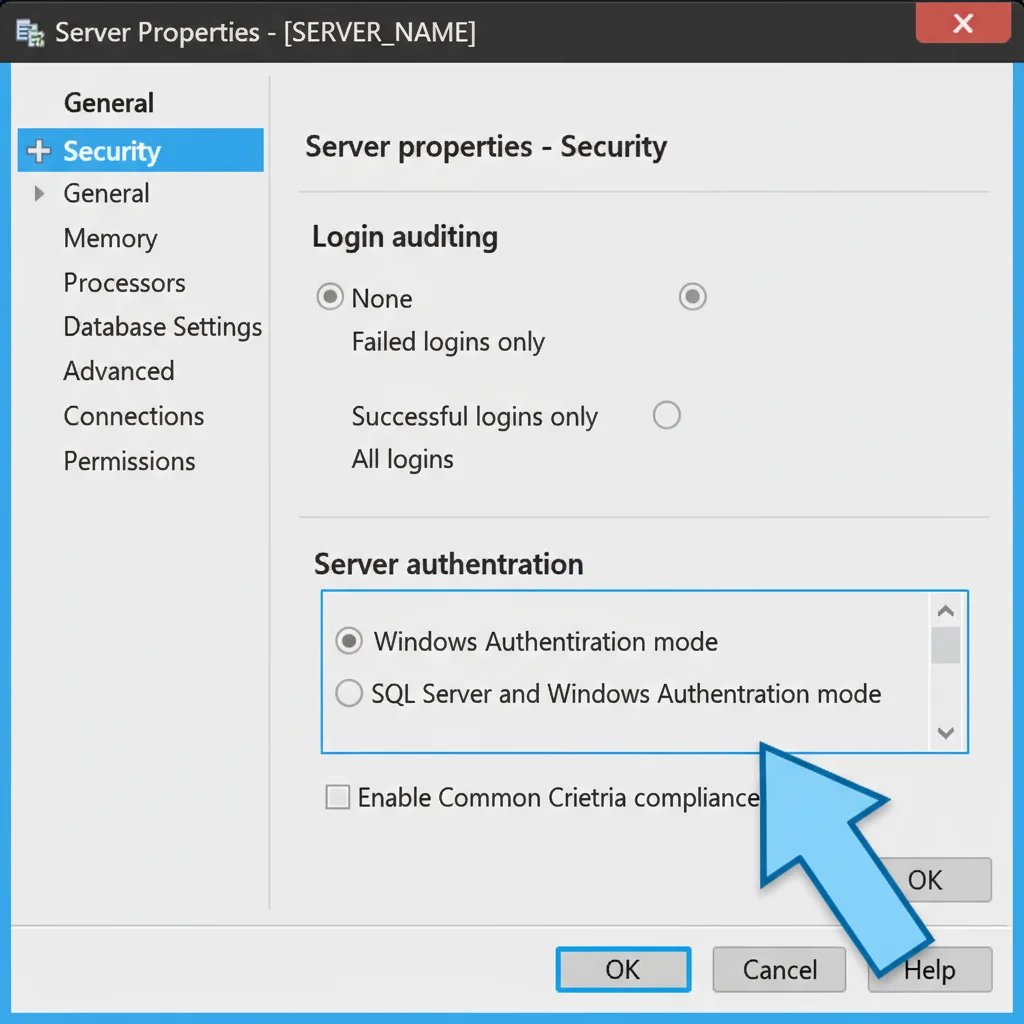 Server Properties - [SERVER_NAME]
General
Security
General
Memory
Processors
Database Settings
Advanced
Connections
Permissions
Server properties - Security
Login auditing
None
Failed logins only
Successful logins only
All logins
Server authentration
Windows Authentiration mode
SQL Server and Windows Authentration mode
Enable Common Crietria compliance
OK
OK
Cancel
Help